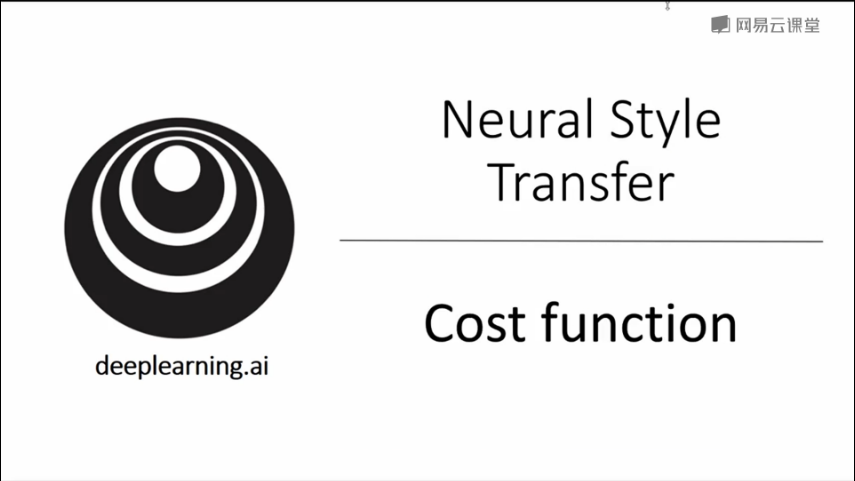 网易云课堂
Neural Style
Transfer
Cost function
deeplearning.ai